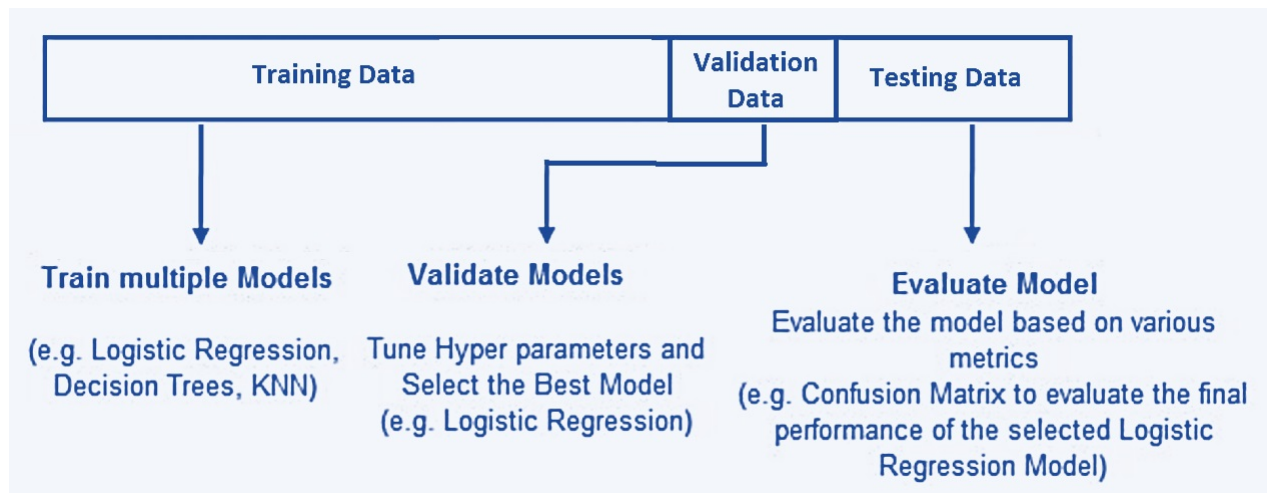 Training Data
Validation
Data
Testing Data
Train multiple Models
(e.g. Logistic Regression,
Decision Trees, KNN)
Validate Models
Tune Hyper parameters and
Select the Best Model
(e.g. Logistic Regression)
Evaluate Model
Evaluate the model based on various
metrics
(e.g. Confusion Matrix to evaluate the final
performance of the selected Logistic
Regression Model)